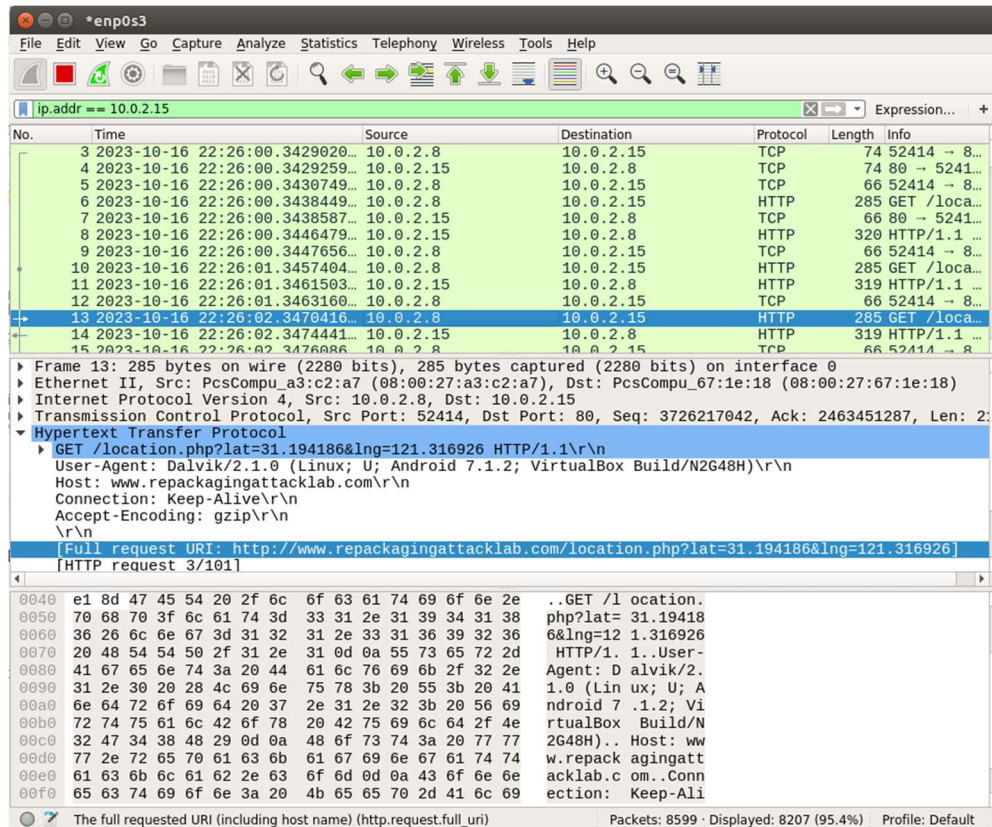 *enp0s3
File Edit View Go Capture Analyze Statistics Telephony Wireless Tools Help
ip.addr == 10.0.2.15 Expression... +
No. Time Source Destination Protocol Length Info
3 2023-10-16 22:26:00.3429020… 10.0.2.8 10.0.2.15 TCP 74 52414 → 8…
4 2023-10-16 22:26:00.3429259… 10.0.2.15 10.0.2.8 TCP 74 80 → 5241…
5 2023-10-16 22:26:00.3430749… 10.0.2.8 10.0.2.15 TCP 66 52414 → 8…
6 2023-10-16 22:26:00.3438449… 10.0.2.8 10.0.2.15 HTTP 285 GET /loca…
7 2023-10-16 22:26:00.3438587… 10.0.2.15 10.0.2.8 TCP 66 80 → 5241…
8 2023-10-16 22:26:00.3446479… 10.0.2.15 10.0.2.8 HTTP 320 HTTP/1.1 …
9 2023-10-16 22:26:00.3447656… 10.0.2.8 10.0.2.15 TCP 66 52414 → 8…
10 2023-10-16 22:26:01.3457404… 10.0.2.8 10.0.2.15 HTTP 285 GET /loca…
11 2023-10-16 22:26:01.3461503… 10.0.2.15 10.0.2.8 HTTP 319 HTTP/1.1 …
12 2023-10-16 22:26:01.3463160… 10.0.2.8 10.0.2.15 TCP 66 52414 → 8…
13 2023-10-16 22:26:02.3470416… 10.0.2.8 10.0.2.15 HTTP 285 GET /loca…
14 2023-10-16 22:26:02.3474441… 10.0.2.15 10.0.2.8 HTTP 319 HTTP/1.1 …
15 2023-10-16 22:26:02.3476086… 10.0.2.8 10.0.2.15 TCP 66 52414 → 8…
Frame 13: 285 bytes on wire (2280 bits), 285 bytes captured (2280 bits) on interface 0
Ethernet II, Src: PcsCompu_a3:c2:a7 (08:00:27:a3:c2:a7), Dst: PcsCompu_67:1e:18 (08:00:27:67:1e:18)
Internet Protocol Version 4, Src: 10.0.2.8, Dst: 10.0.2.15
Transmission Control Protocol, Src Port: 52414, Dst Port: 80, Seq: 3726217042, Ack: 2463451287, Len: 2
Hypertext Transfer Protocol
GET /location.php?lat=31.194186&lng=121.316926 HTTP/1.1\r\n
User-Agent: Dalvik/2.1.0 (Linux; U; Android 7.1.2; VirtualBox Build/N2G48H)\r\n
Host: www.repackagingattacklab.com\r\n
Connection: Keep-Alive\r\n
Accept-Encoding: gzip\r\n
\r\n
[Full request URI: http://www.repackagingattacklab.com/location.php?lat=31.194186&lng=121.316926]
[HTTP request 3/101]
0040 e1 8d 47 45 54 20 2f 6c 6f 63 61 74 69 6f 6e 2e ..GET /l ocation.
0050 70 68 70 3f 6c 61 74 3d 33 31 2e 31 39 34 31 38 php?lat= 31.19418
0060 36 26 6c 6e 67 3d 31 32 31 2e 33 31 36 39 32 36 6&lng=12 1.316926
0070 20 48 54 54 50 2f 31 2e 31 0d 0a 55 73 65 72 2d HTTP/1. 1..User-
0080 41 67 65 6e 74 3a 20 44 61 6c 76 69 6b 2f 32 2e Agent: D alvik/2.
0090 31 2e 30 20 28 4c 69 6e 75 78 3b 20 55 3b 20 41 1.0 (Lin ux; U; A
00a0 6e 64 72 6f 69 64 20 37 2e 31 2e 32 3b 20 56 69 ndroid 7 .1.2; Vi
00b0 72 74 75 61 6c 42 6f 78 20 42 75 69 6c 64 2f 4e rtualBox Build/N
00c0 32 47 34 38 48 29 0d 0a 48 6f 73 74 3a 20 77 77 2G48H).. Host: ww
00d0 77 2e 72 65 70 61 63 6b 61 67 69 6e 67 61 74 74 w.repack agingatt
00e0 61 63 6b 6c 61 62 2e 63 6f 6d 0d 0a 43 6f 6e 6e acklab.c om..Conn
00f0 65 63 74 69 6f 6e 3a 20 4b 65 65 70 2d 41 6c 69 ection: Keep-Ali
The full requested URI (including host name) (http.request.full_uri) Packets: 8599 · Displayed: 8207 (95.4%) Profile: Default